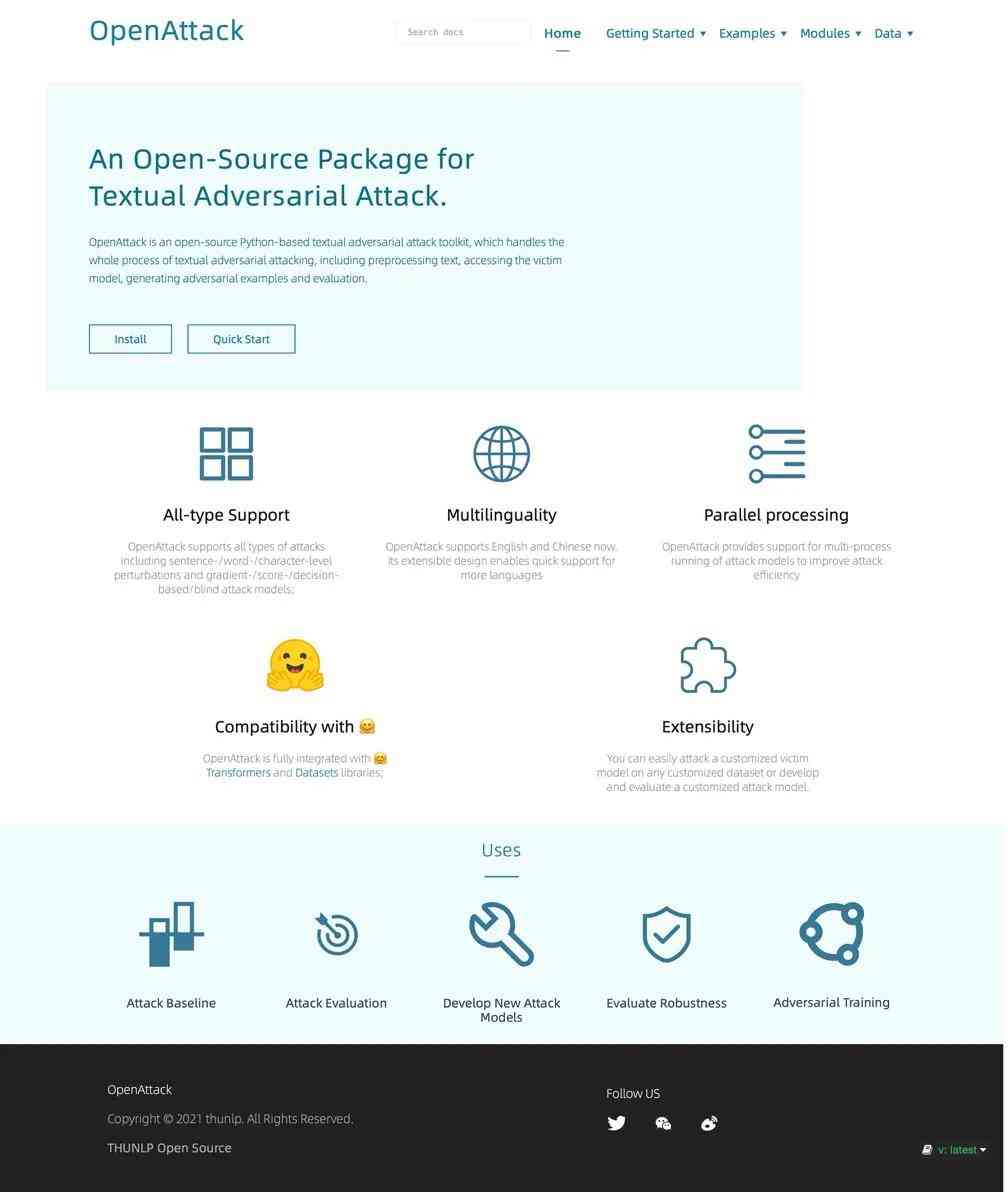 OpenAttack
Search docs
Home
Getting Started
Examples
Modules
Data
An Open-Source Package for
Textual Adversarial Attack.
OpenAttack is an open-source Python-based textual adversarial attack toolkit, which handles the
whole process of textual adversarial attacking, including preprocessing text, accessing the victim
model, generating adversarial examples and evaluation.
Install
Quick Start
All-type Support
OpenAttack supports all types of attacks
including sentence-/word-/character-level
perturbations and gradient-/score-/decision-
based/blind attack models;
Multilinguality
OpenAttack supports English and Chinese now.
Its extensible design enables quick support for
more languages
Parallel processing
OpenAttack provides support for multi-process
running of attack models to improve attack
efficiency
Compatibility with 🤗
OpenAttack is fully integrated with 🤗
Transformers and Datasets libraries;
Extensibility
You can easily attack a customized victim
model on any customized dataset or develop
and evaluate a customized attack model.
Uses
Attack Baseline
Attack Evaluation
Develop New Attack
Models
Evaluate Robustness
Adversarial Training
OpenAttack
Copyright © 2021 thunlp. All Rights Reserved.
THUNLP Open Source
Follow US
v: latest